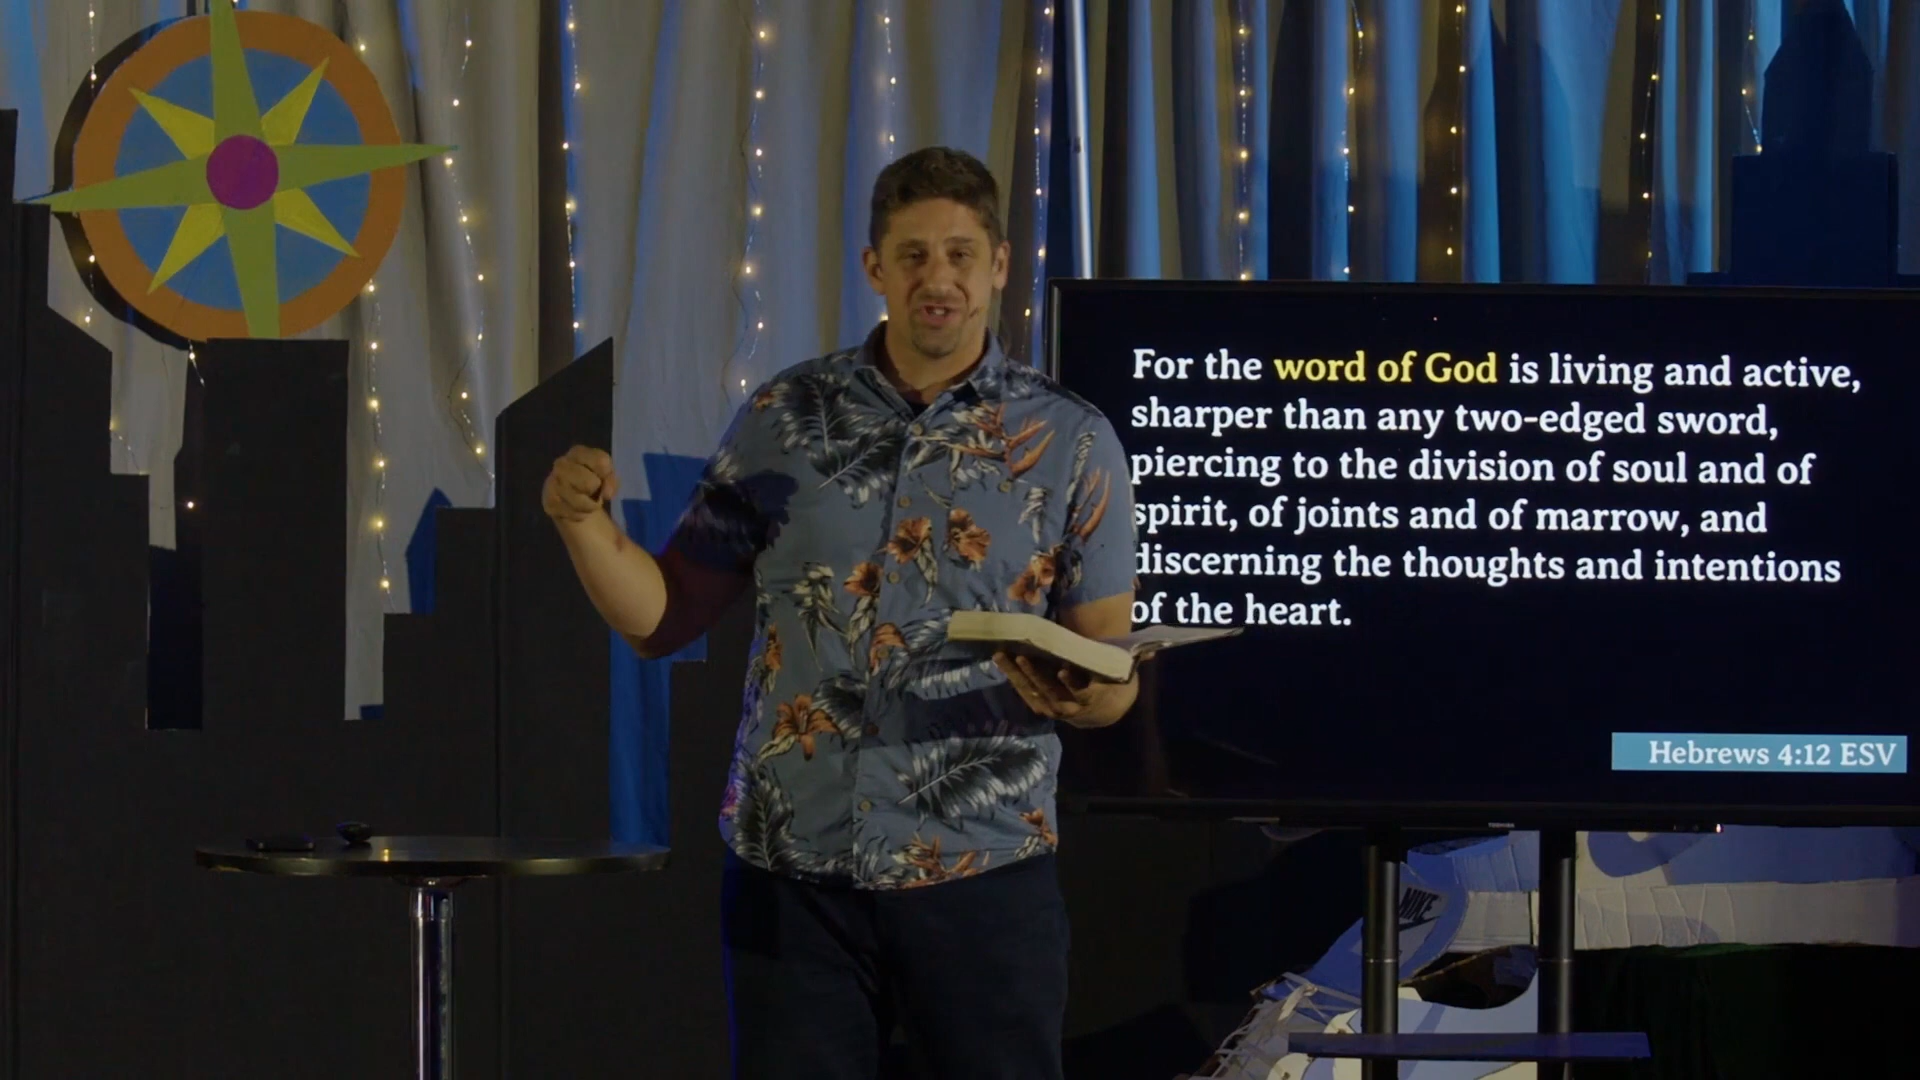 For the word of God is living and active,
sharper than any two-edged sword,
piercing to the division of soul and of
spirit, of joints and of marrow, and
discerning the thoughts and intentions
of the heart.
Hebrews 4:12 ESV
TOSHIBA
NIKE